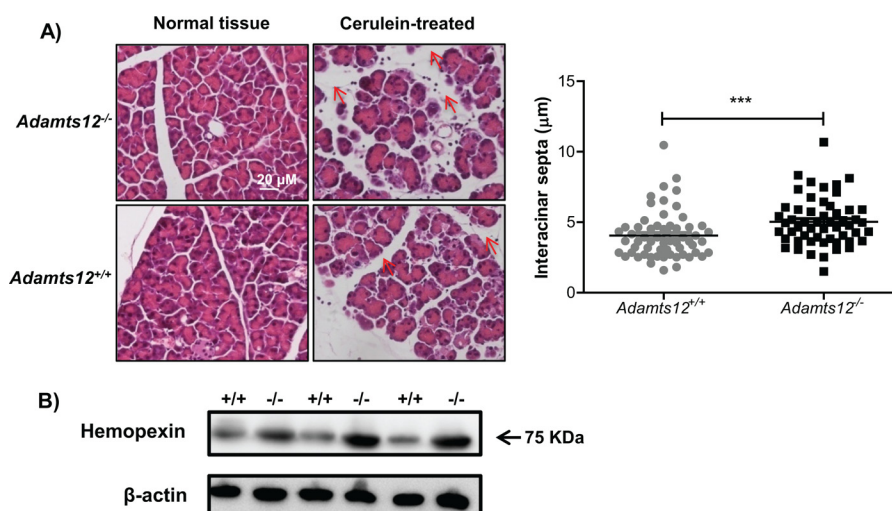 A)
Normal tissue
Cerulein-treated
Adamts12-/-
20 µM
Adamts12+/+
15
10
5
0
Interacinar septa (µm)
***
Adamts12+/+
Adamts12-/-
B)
+/+ -/- +/+ -/- +/+ -/-
Hemopexin
75 KDa
β-actin